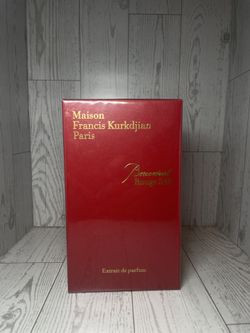 Maison
Francis Kurkdjian
Paris
Baccarat
Rouge 540
Extrait de parfum